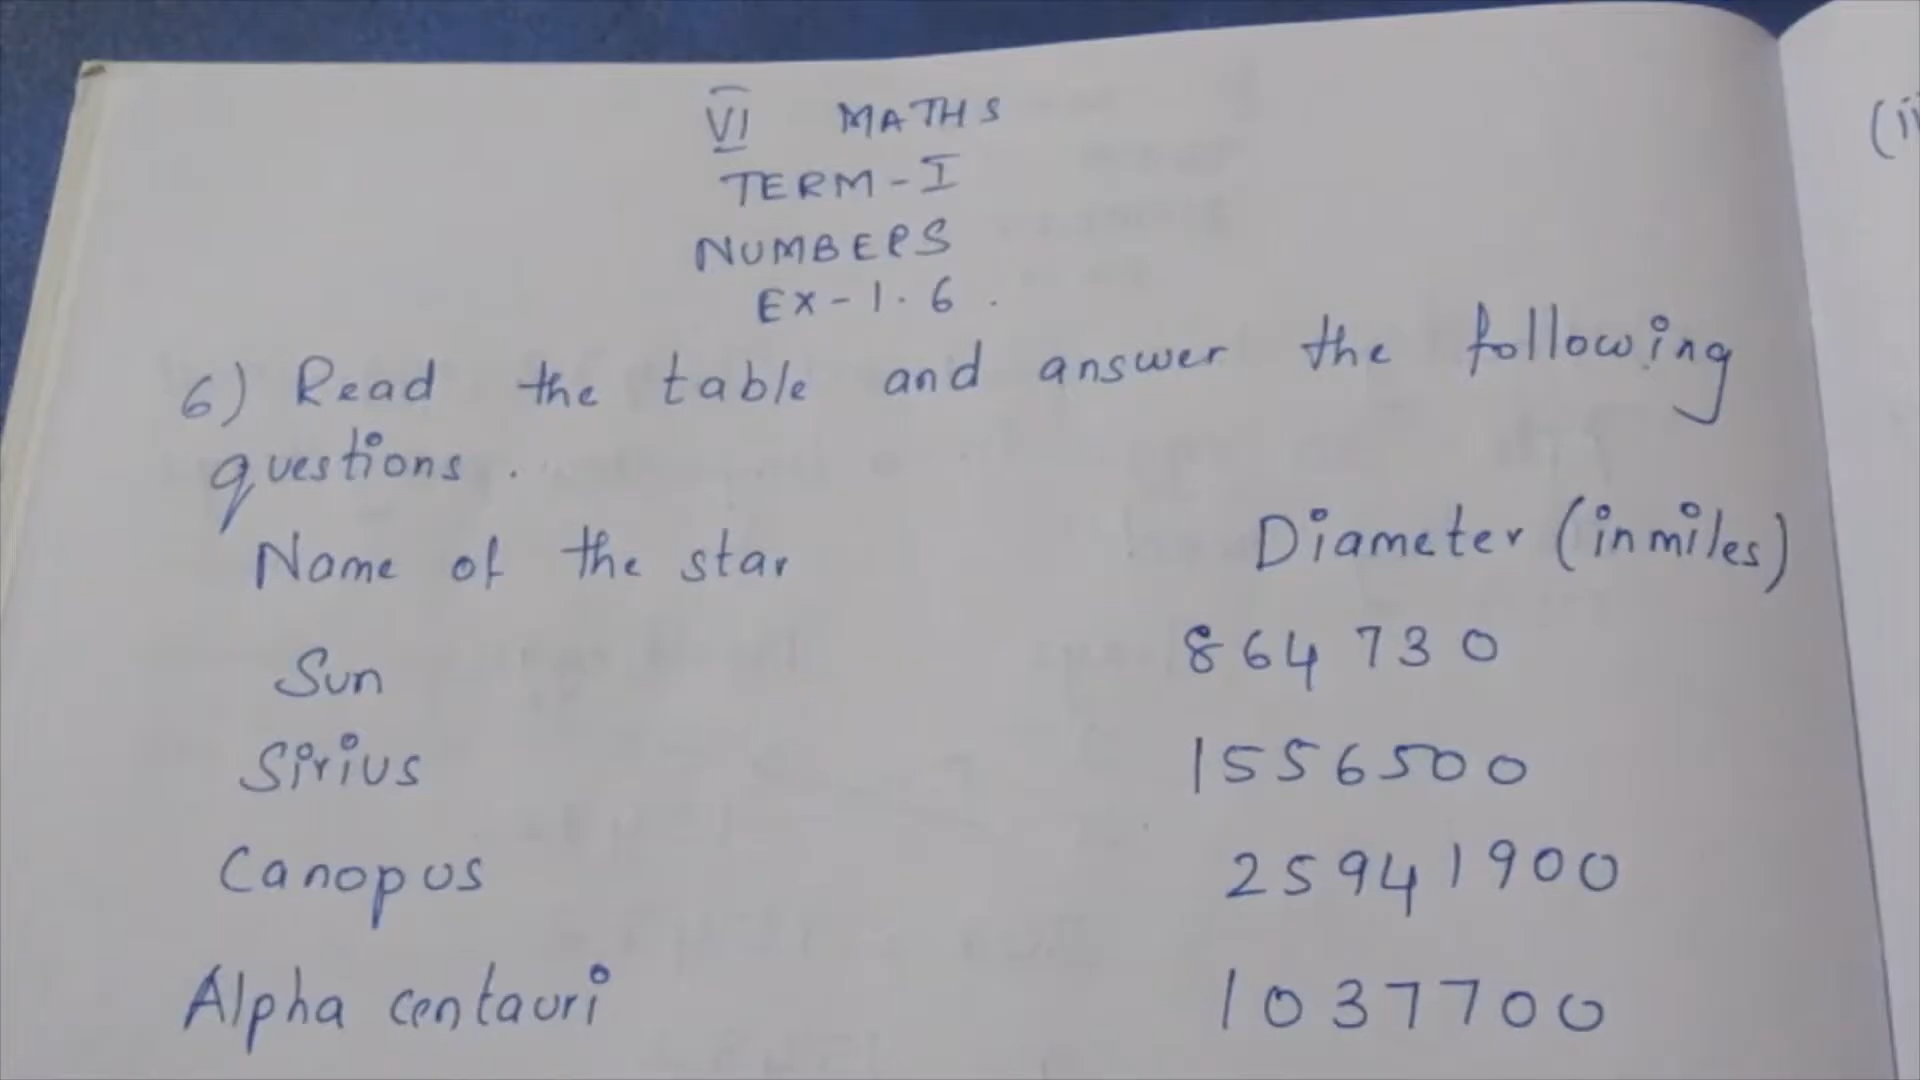 VI MATHS
TERM-I
NUMBERS
EX-1.6.
6) Read the table and answer the following
questions.
Name of the star Diameter (in miles)
Sun 864730
Sirius 1556500
Canopus 25941900
Alpha centauri 1037700
(ii